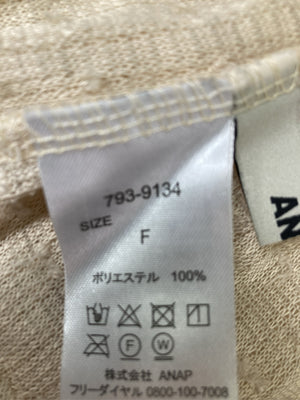 793-9134
SIZE
F
ポリエステル 100%
F W
株式会社 ANAP
フリーダイヤル 0800-100-7008
AN